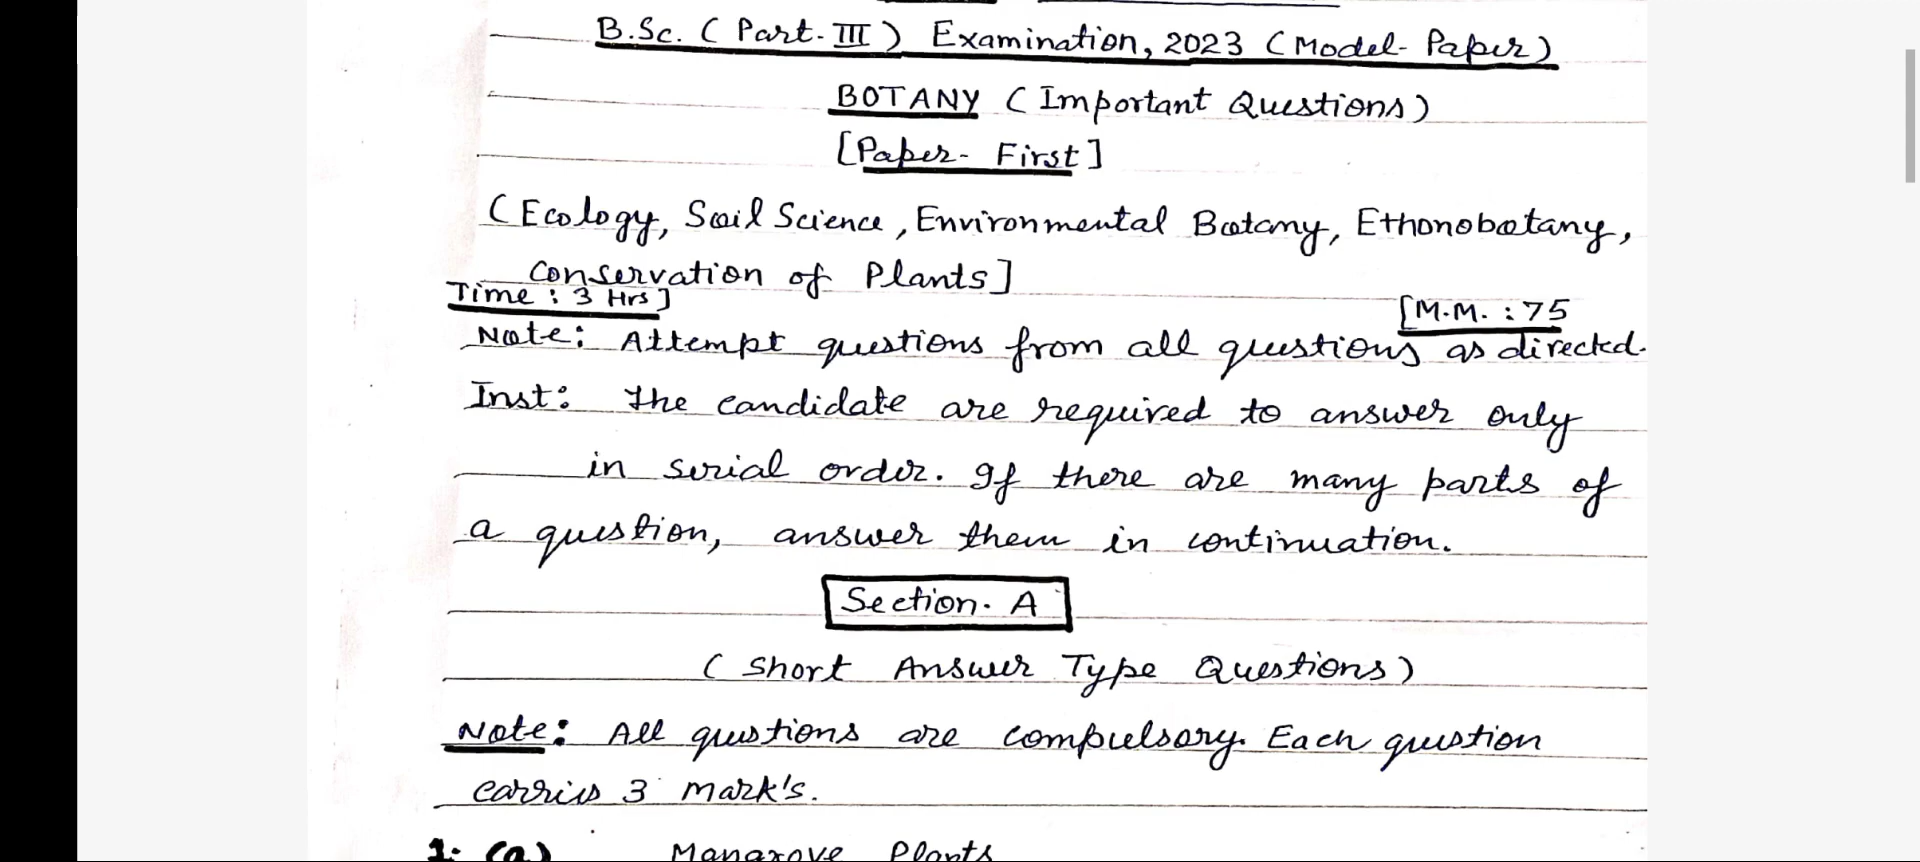 B.Sc. ( Part-III ) Examination, 2023 ( Model-Paper )
BOTANY ( Important Questions )
[Paper- First]
( Ecology, Soil Science, Environmental Botany, Ethonobotany,
Conservation of Plants]
Time : 3 Hrs]
[M.M. : 75
Note: Attempt questions from all questions as directed.
Inst: The candidate are required to answer only
in serial order. If there are many parts of
a question, answer them in continuation.
Section- A
( Short Answer Type Questions )
Note: All questions are compulsory. Each question
carries 3 mark's.
1. (a) Mangrove Plants